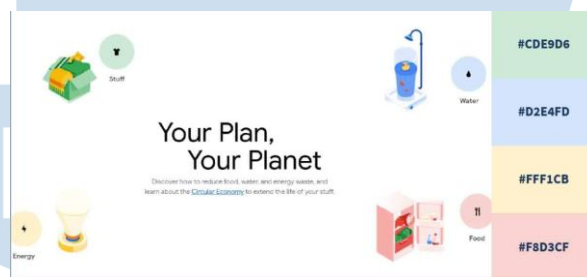 Stuff
Water
Your Plan,
Your Planet
Discover how to reduce food, water, and energy waste, and
learn about the Circular Economy to extend the life of your stuff.
Energy
Food
#CDE9D6
#D2E4FD
#FFF1CB
#F8D3CF